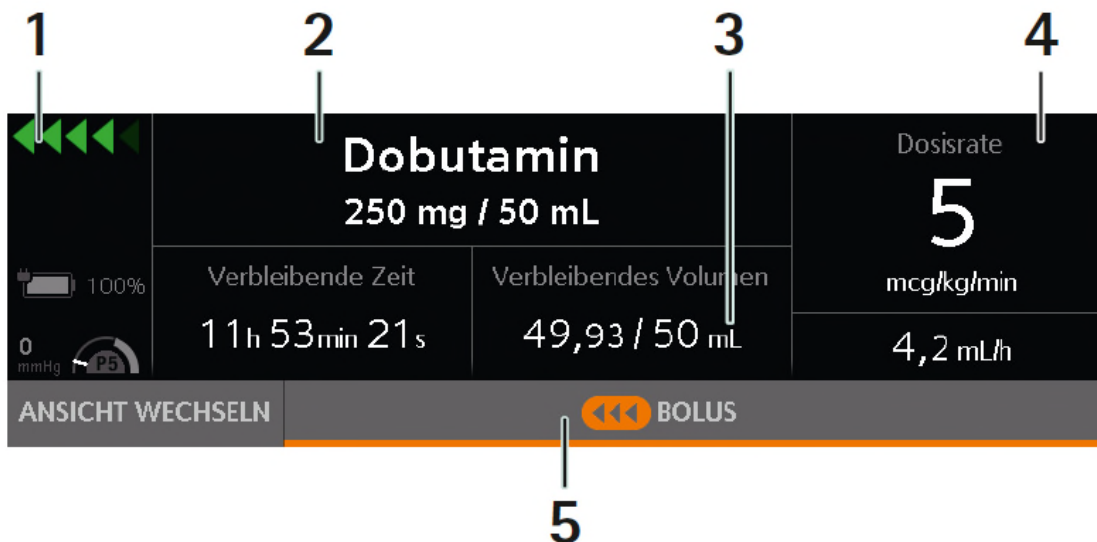 1
2
3
4
Dobutamin
250 mg / 50 mL
Dosisrate
5
mcg/kg/min
100%
Verbleibende Zeit
11h 53min 21s
Verbleibendes Volumen
49,93 / 50 mL
4,2 mL/h
0
mmHg
P5
ANSICHT WECHSELN
BOLUS
5